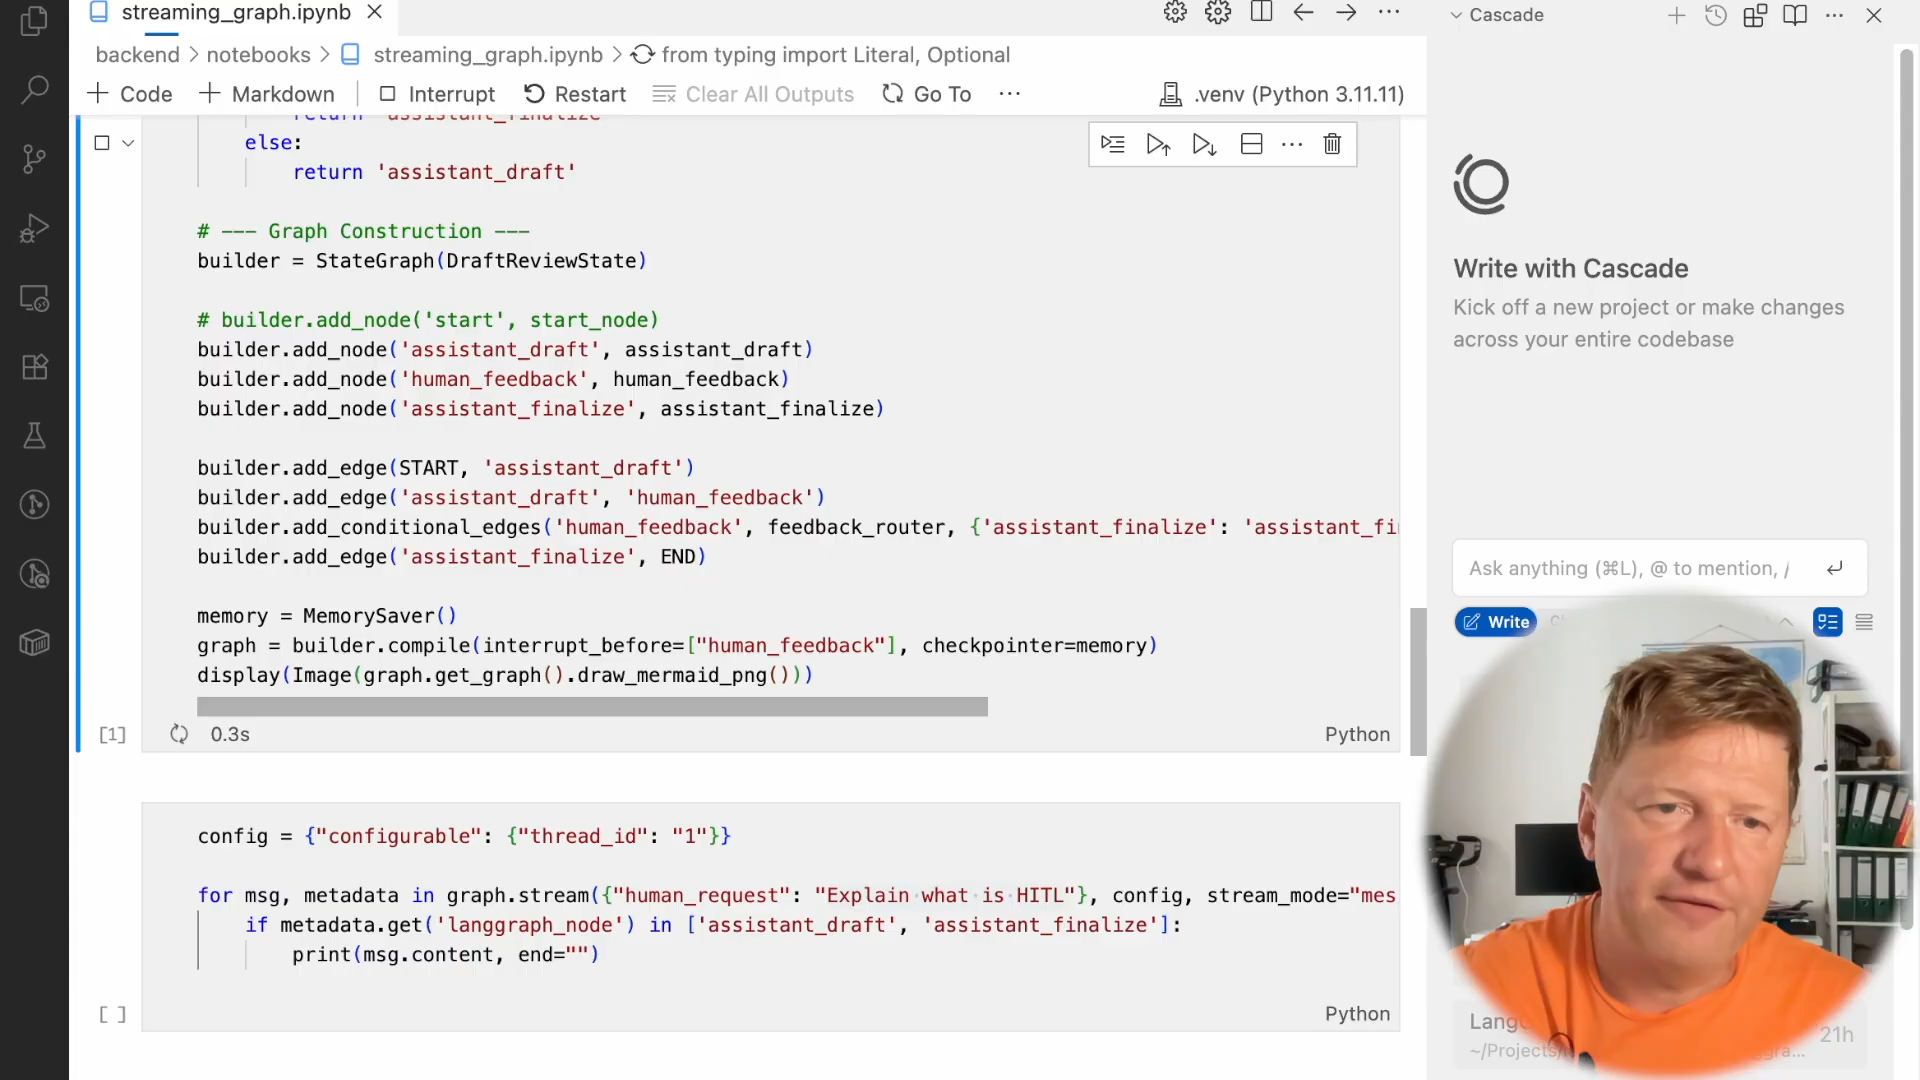 streaming_graph.ipynb
Cascade
backend > notebooks > streaming_graph.ipynb > from typing import Literal, Optional
+ Code + Markdown Interrupt Restart Clear All Outputs Go To ... .venv (Python 3.11.11)
return 'assistant_finalize'
else:
return 'assistant_draft'
# --- Graph Construction ---
builder = StateGraph(DraftReviewState)
# builder.add_node('start', start_node)
builder.add_node('assistant_draft', assistant_draft)
builder.add_node('human_feedback', human_feedback)
builder.add_node('assistant_finalize', assistant_finalize)
builder.add_edge(START, 'assistant_draft')
builder.add_edge('assistant_draft', 'human_feedback')
builder.add_conditional_edges('human_feedback', feedback_router, {'assistant_finalize': 'assistant_fi
builder.add_edge('assistant_finalize', END)
memory = MemorySaver()
graph = builder.compile(interrupt_before=["human_feedback"], checkpointer=memory)
display(Image(graph.get_graph().draw_mermaid_png()))
[1] 0.3s Python
config = {"configurable": {"thread_id": "1"}}
for msg, metadata in graph.stream({"human_request": "Explain what is HITL"}, config, stream_mode="mes
if metadata.get('langgraph_node') in ['assistant_draft', 'assistant_finalize']:
print(msg.content, end="")
[ ] Python
Write with Cascade
Kick off a new project or make changes
across your entire codebase
Ask anything (⌘L), @ to mention, /
Write
21h
~/Projects/